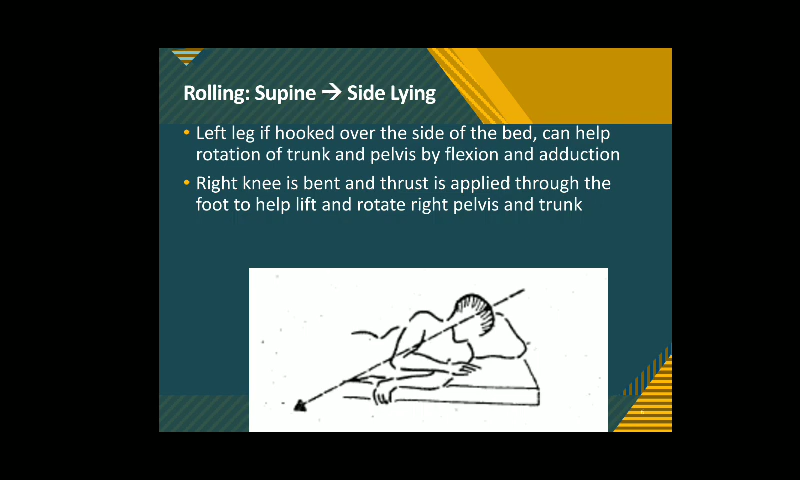 Rolling: Supine → Side Lying
• Left leg if hooked over the side of the bed, can help
rotation of trunk and pelvis by flexion and adduction
• Right knee is bent and thrust is applied through the
foot to help lift and rotate right pelvis and trunk